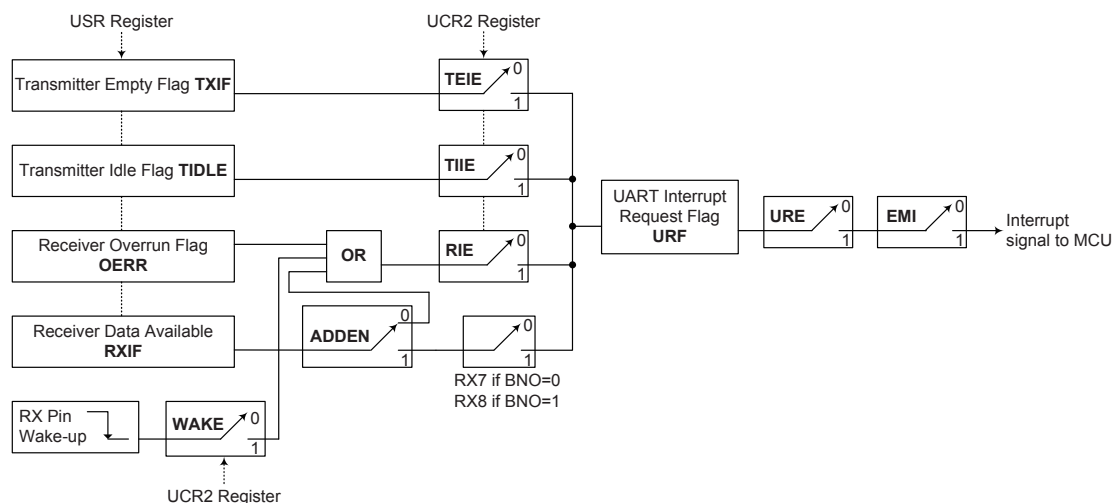 USR Register
UCR2 Register
Transmitter Empty Flag TXIF
TEIE
0
1
Transmitter Idle Flag TIDLE
TIIE
0
1
UART Interrupt
Request Flag
URF
URE
0
1
EMI
0
1
Interrupt
signal to MCU
Receiver Overrun Flag
OERR
OR
RIE
0
1
Receiver Data Available
RXIF
ADDEN
0
1
0
1
RX7 if BNO=0
RX8 if BNO=1
RX Pin
Wake-up
WAKE
0
1
UCR2 Register